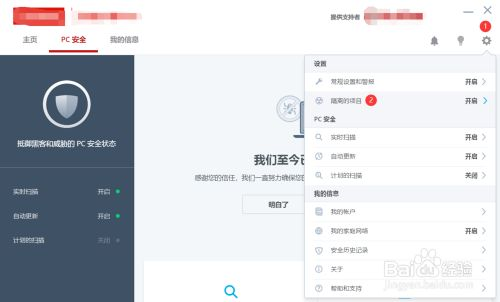 提供支持者
1
主页 PC 安全 我的信息
设置
常规设置和警报 开启
隔离的项目 2 开启
PC 安全
实时扫描 开启
自动更新 开启
计划的扫描 关闭
我的信息
我的帐户
我的家庭网络 开启
安全历史记录
关于
帮助和支持
抵御黑客和威胁的 PC 安全状态
实时扫描 开启
自动更新 开启
计划的扫描 关闭
我们至今已
感谢您的信任，我们一直努力确保您的
明白了
Baidu 经验
jingyan.baidu.com